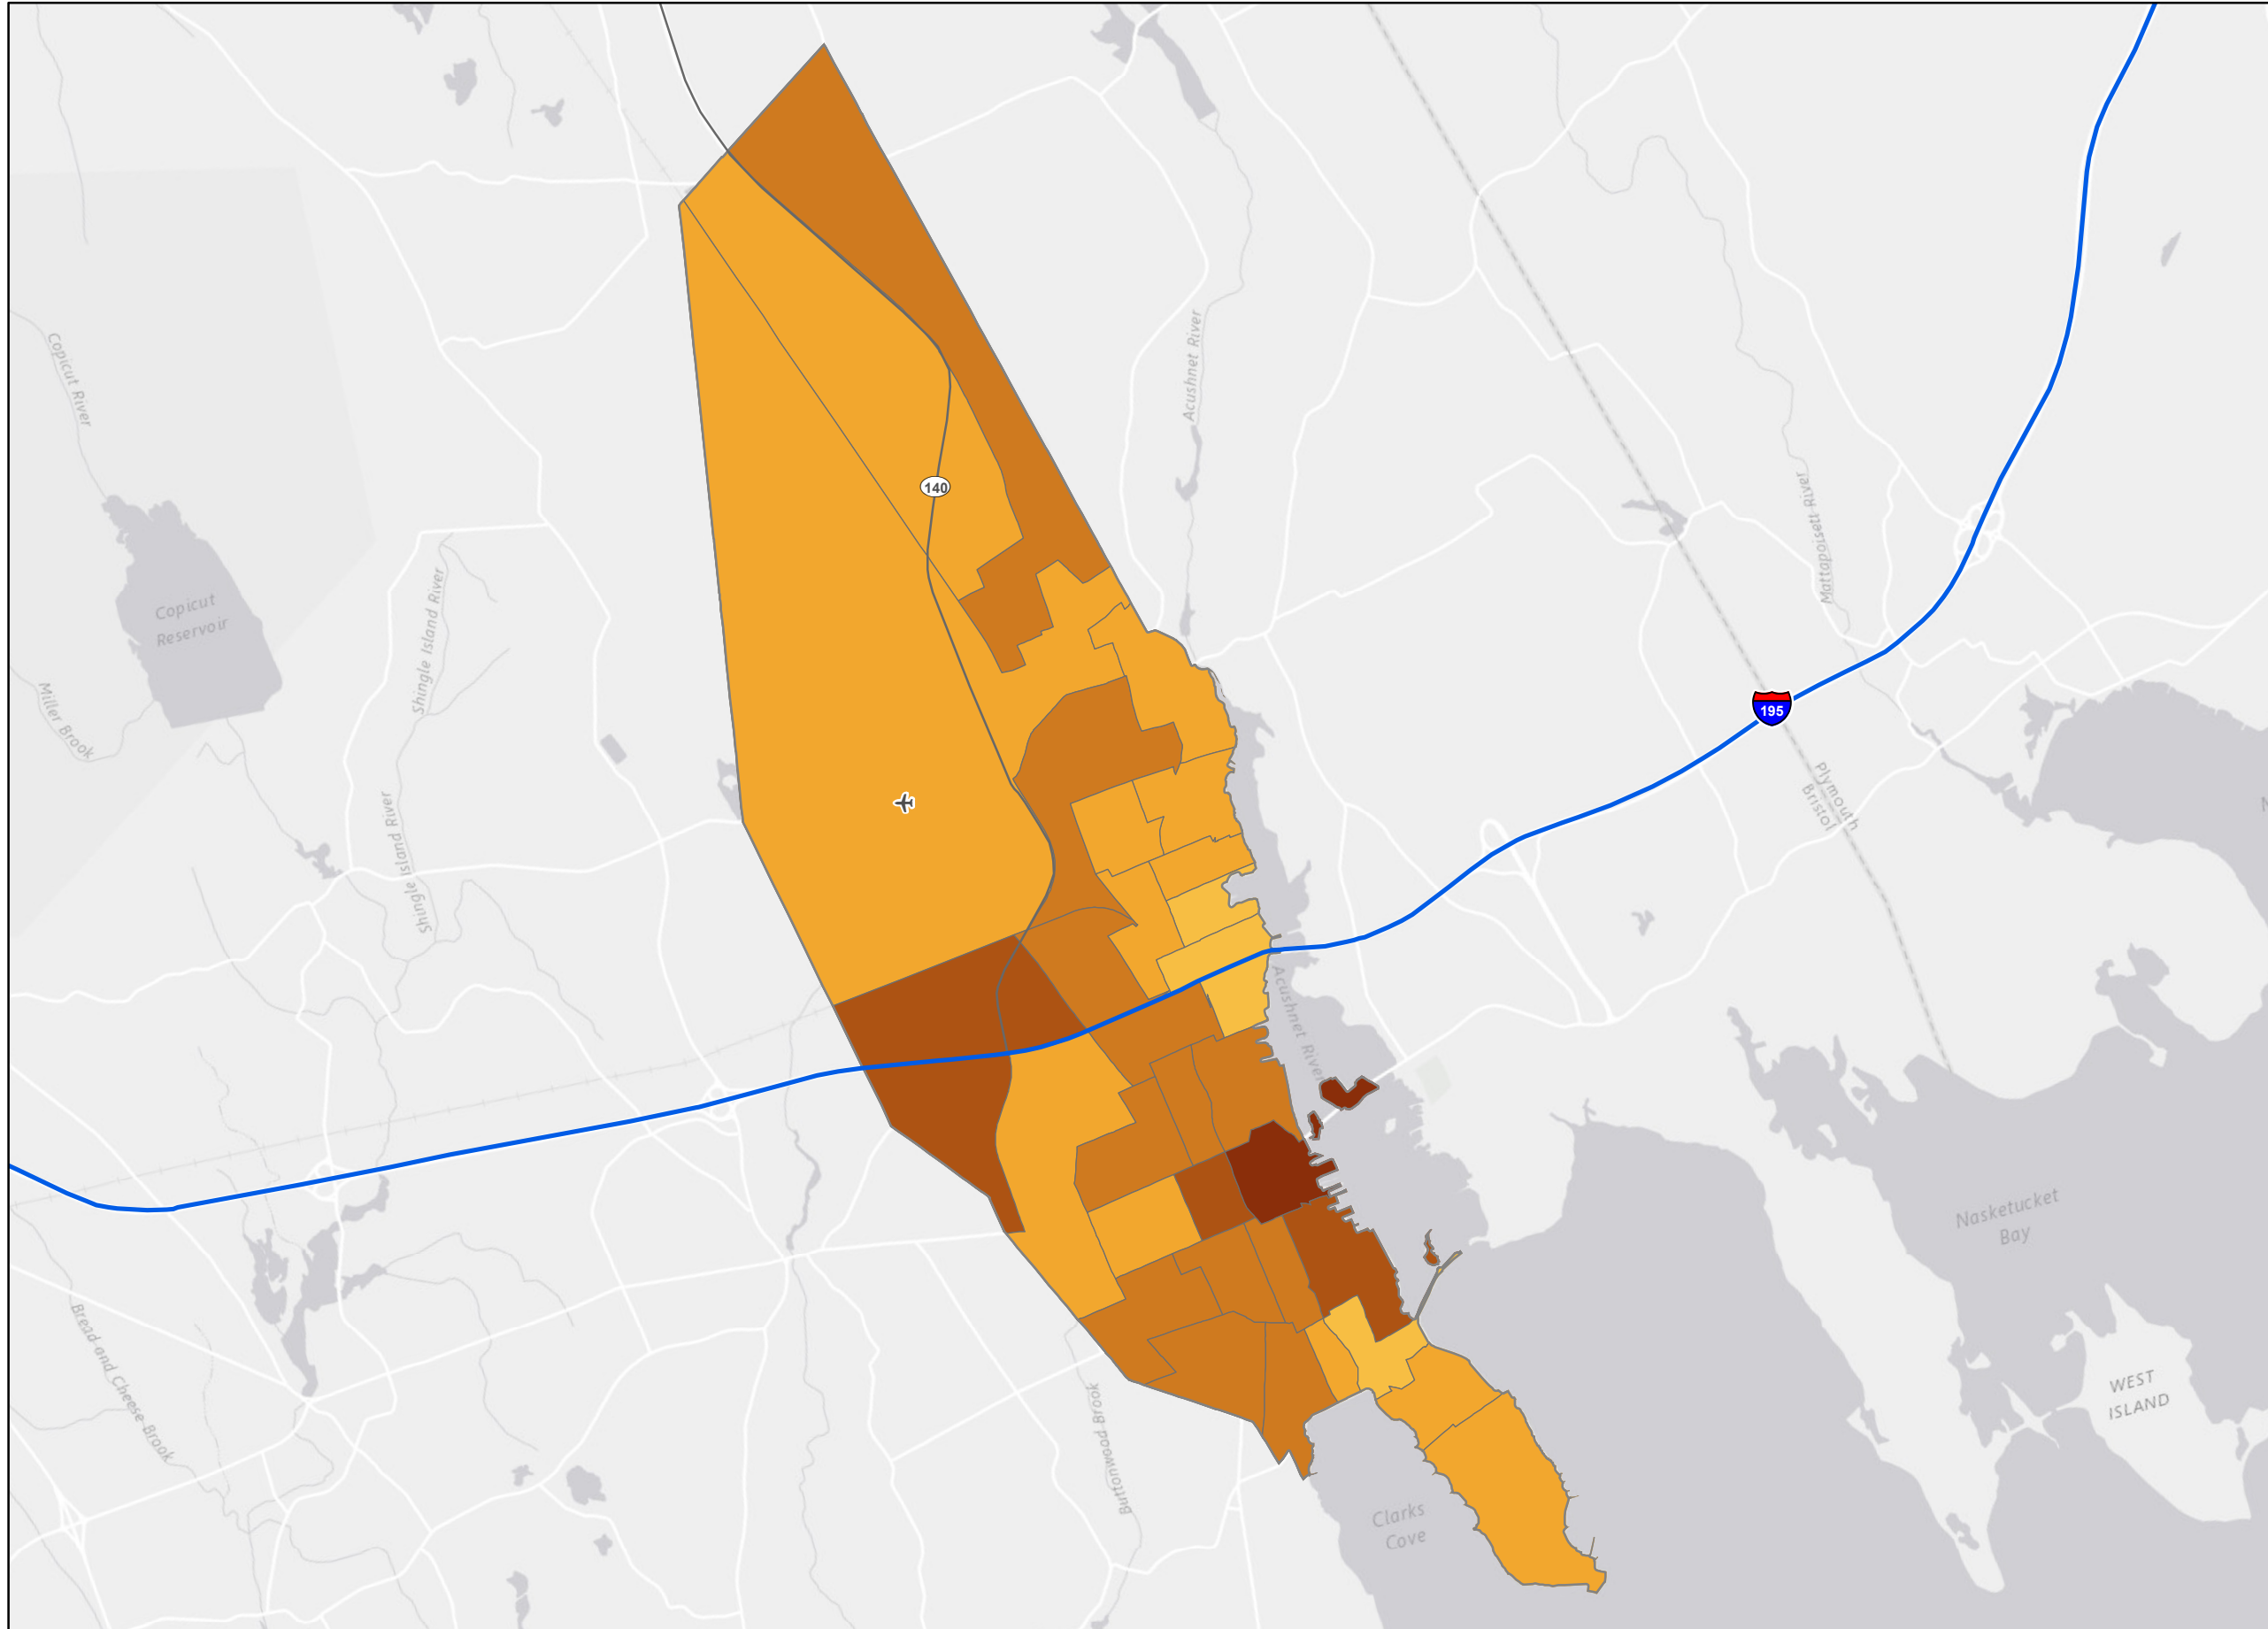 Copicut River
Acushnet River
140
Mattapoisett River
Copicut
Reservoir
Shingle Island River
Miller Brook
195
Plymouth
Bristol
Shingle Island River
Acushnet River
Nasketucket
Bay
Bread and Cheese Brook
Buttonwood Brook
WEST
ISLAND
Clarks
Cove